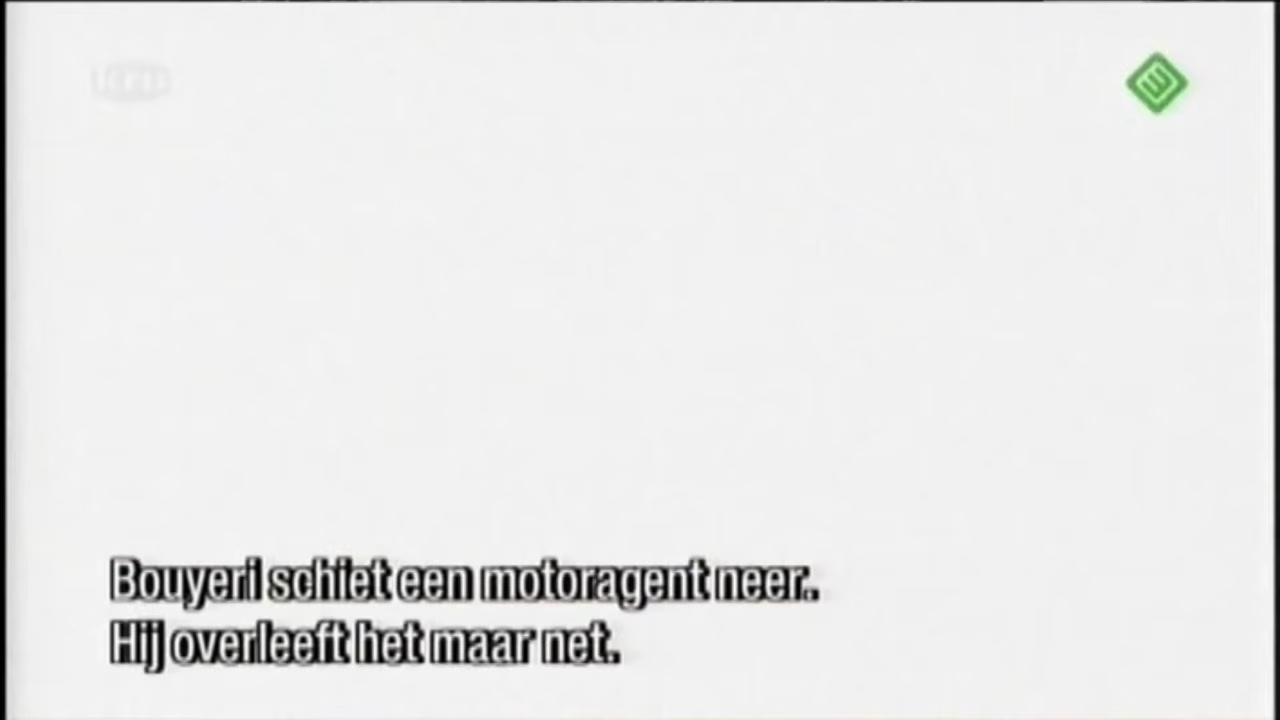 Bouyeri schiet een motoragent neer.
Hij overleeft het maar net.